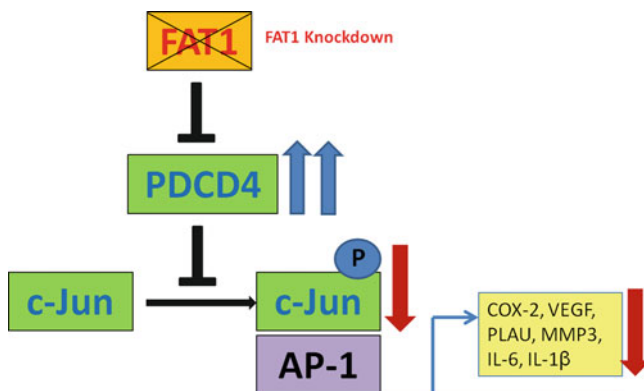 FAT1
FAT1 Knockdown
PDCD4
P
c-Jun
c-Jun
AP-1
COX-2, VEGF,
PLAU, MMP3,
IL-6, IL-1β